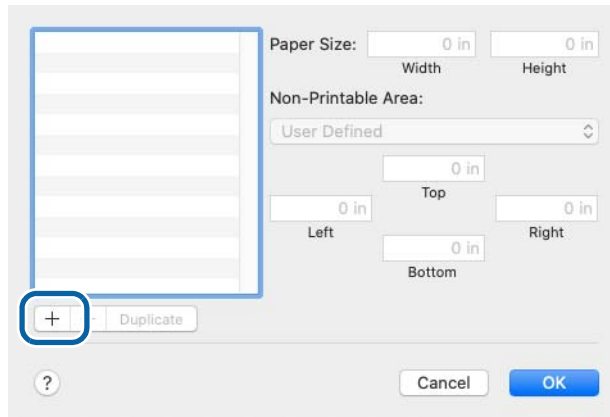 Paper Size: 0 in 0 in
Width Height
Non-Printable Area:
User Defined
0 in
Top
0 in 0 in
Left Right
0 in
Bottom
+ Duplicate
? Cancel OK